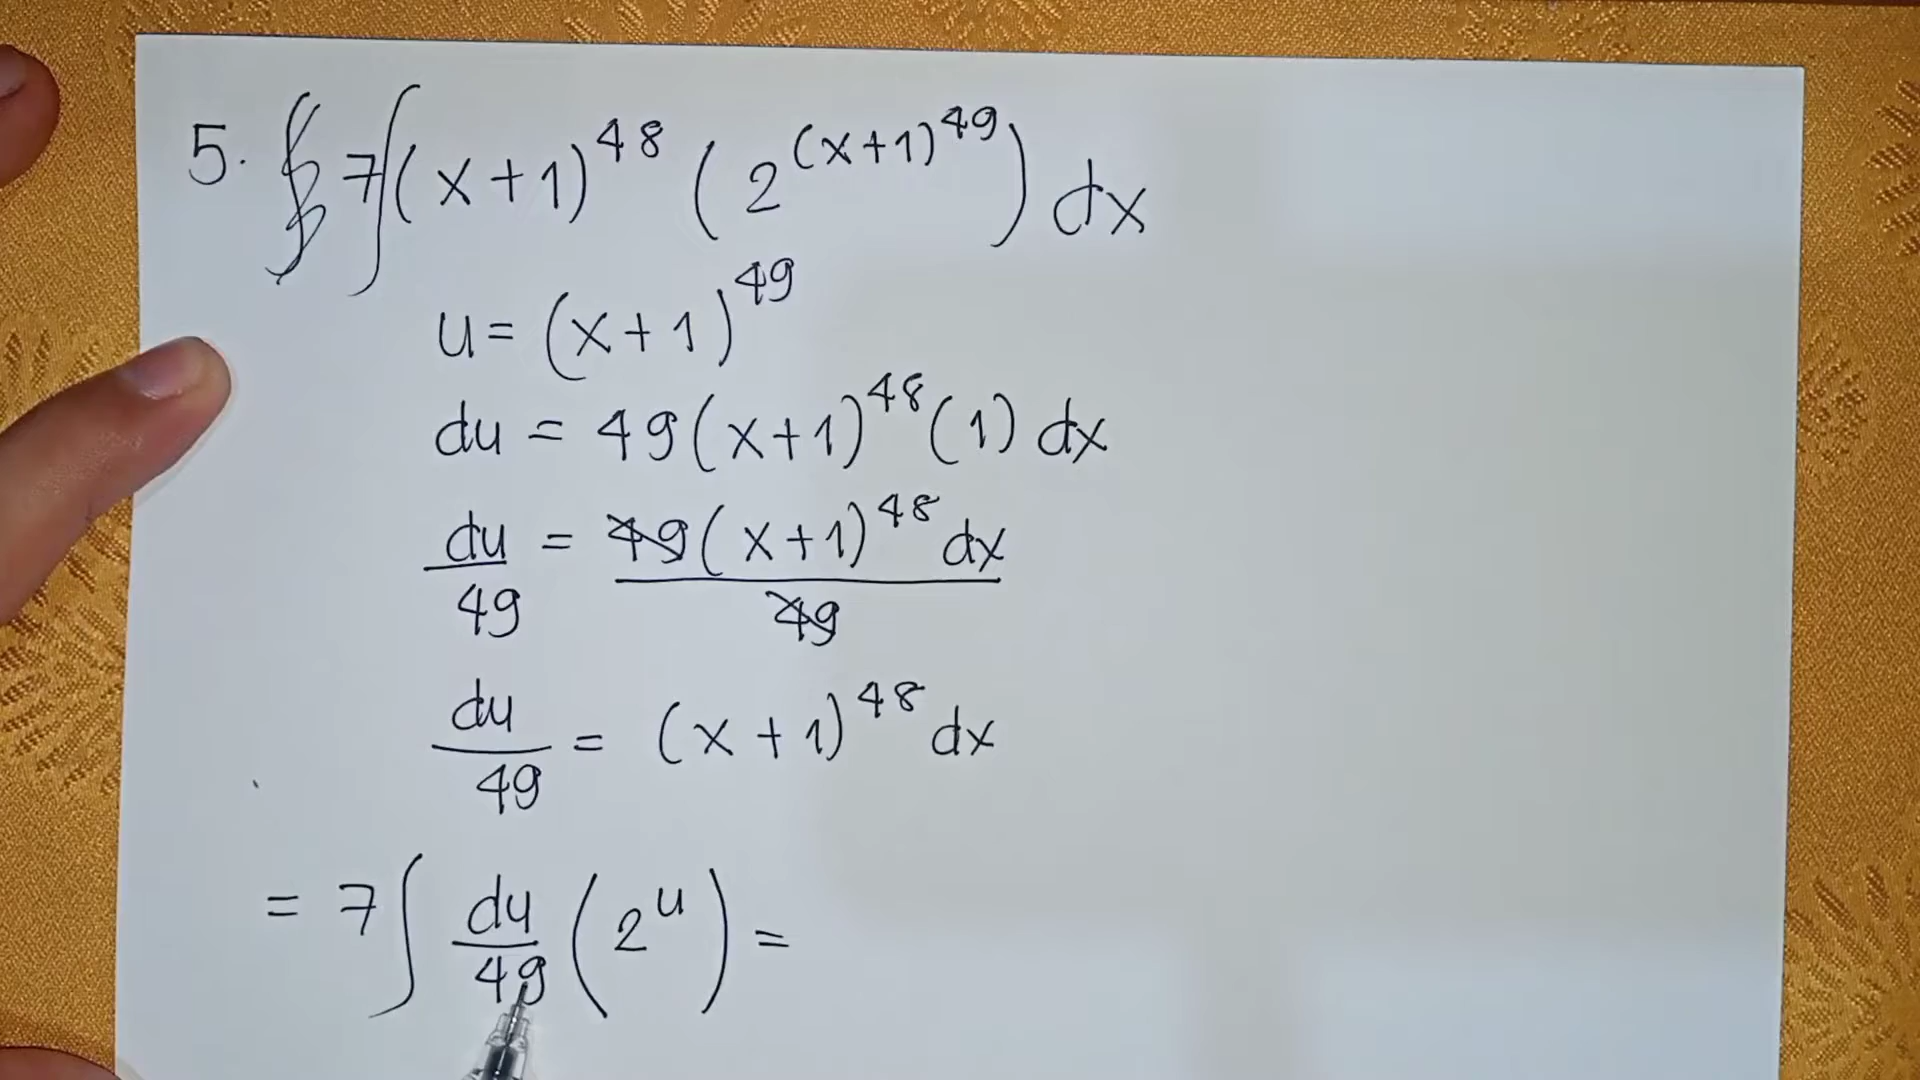 5. 7∫(x+1)^48 (2^(x+1)^49) dx
u = (x+1)^49
du = 49(x+1)^48 (1) dx
du/49 = 49(x+1)^48 dx/49
du/49 = (x+1)^48 dx
= 7∫ du/49 (2^u) =